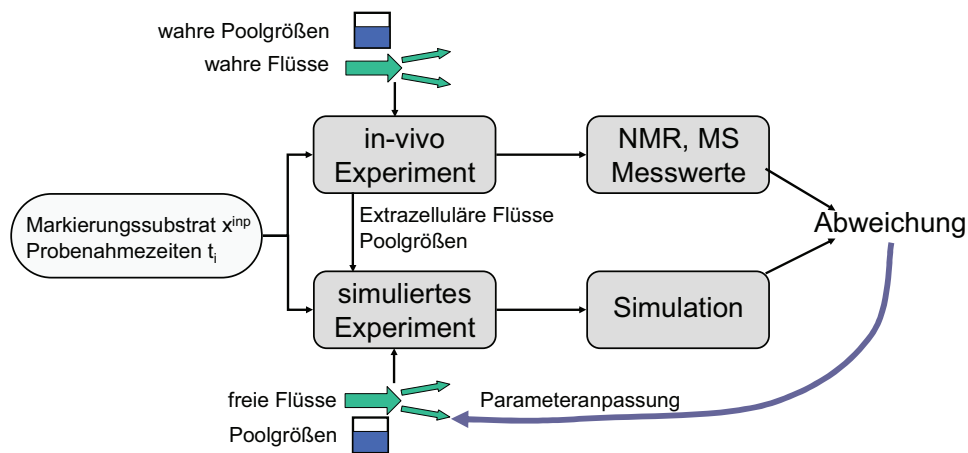 wahre Poolgrößen
wahre Flüsse
in-vivo
Experiment
NMR, MS
Messwerte
Markierungssubstrat x^inp
Probenahmezeiten t_i
Extrazelluläre Flüsse
Poolgrößen
Abweichung
simuliertes
Experiment
Simulation
freie Flüsse
Parameteranpassung
Poolgrößen